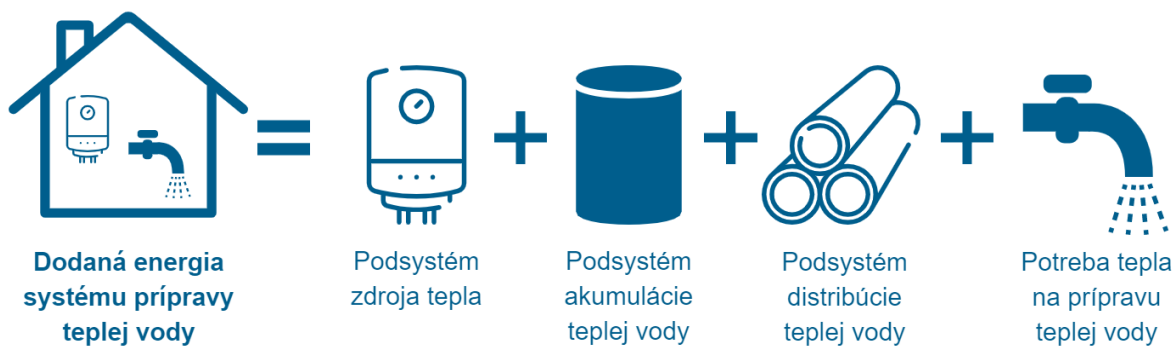 Dodaná energia
systému prípravy
teplej vody
=
Podsystém
zdroja tepla
+
Podsystém
akumulácie
teplej vody
+
Podsystém
distribúcie
teplej vody
+
Potreba tepla
na prípravu
teplej vody